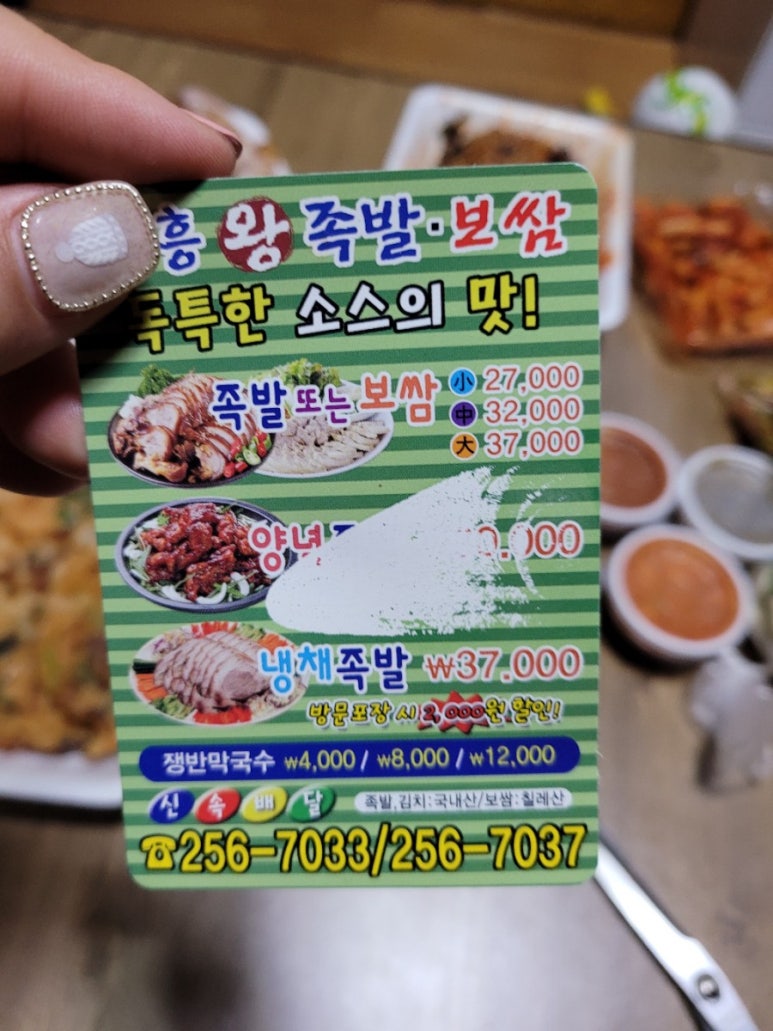 흥 왕 족발·보쌈
독특한 소스의 맛!
족발 또는 보쌈 小 27,000
中 32,000
大 37,000
양념
냉채족발 ₩37,000
방문포장 시 2,000원 할인!
쟁반막국수 ₩4,000 / ₩8,000 / ₩12,000
신속배달 족발,김치:국내산/보쌈:칠레산
☎256-7033/256-7037